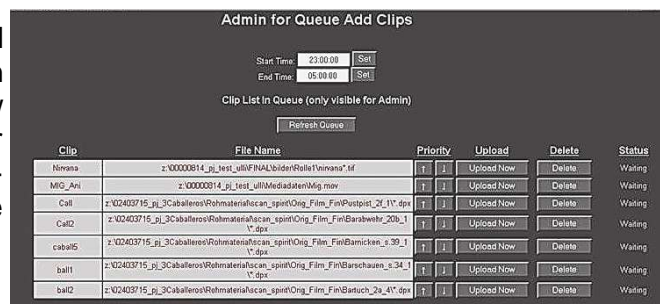 Admin for Queue Add Clips
Start Time: 23:00:00 Set
End Time: 05:00:00 Set
Clip List In Queue (only visible for Admin)
Refresh Queue
Clip File Name Priority Upload Delete Status
Nirvana z:\00000814_pj_test_ulli\FINAL\bilder\Rolle1\nirvana*.tif ↑ ↓ Upload Now Delete Waiting
MIG_Ani z:\00000814_pj_test_ulli\Mediadaten\Mig.mov ↑ ↓ Upload Now Delete Waiting
Call z:\02403715_pj_3Caballeros\Rohmaterial\scan_spirit\Orig_Film_Fin\Pustpist_2f_1\*.dpx ↑ ↓ Upload Now Delete Waiting
Call2 z:\02403715_pj_3Caballeros\Rohmaterial\scan_spirit\Orig_Film_Fin\Barabwehr_20b_1
\*.dpx ↑ ↓ Upload Now Delete Waiting
caball5 z:\02403715_pj_3Caballeros\Rohmaterial\scan_spirit\Orig_Film_Fin\Barnicken_s.39_1
\*.dpx ↑ ↓ Upload Now Delete Waiting
ball1 z:\02403715_pj_3Caballeros\Rohmaterial\scan_spirit\Orig_Film_Fin\Barschauen_s.34_1
\*.dpx ↑ ↓ Upload Now Delete Waiting
ball2 z:\02403715_pj_3Caballeros\Rohmaterial\scan_spirit\Orig_Film_Fin\Bartuch_2a_4\*.dpx ↑ ↓ Upload Now Delete Waiting